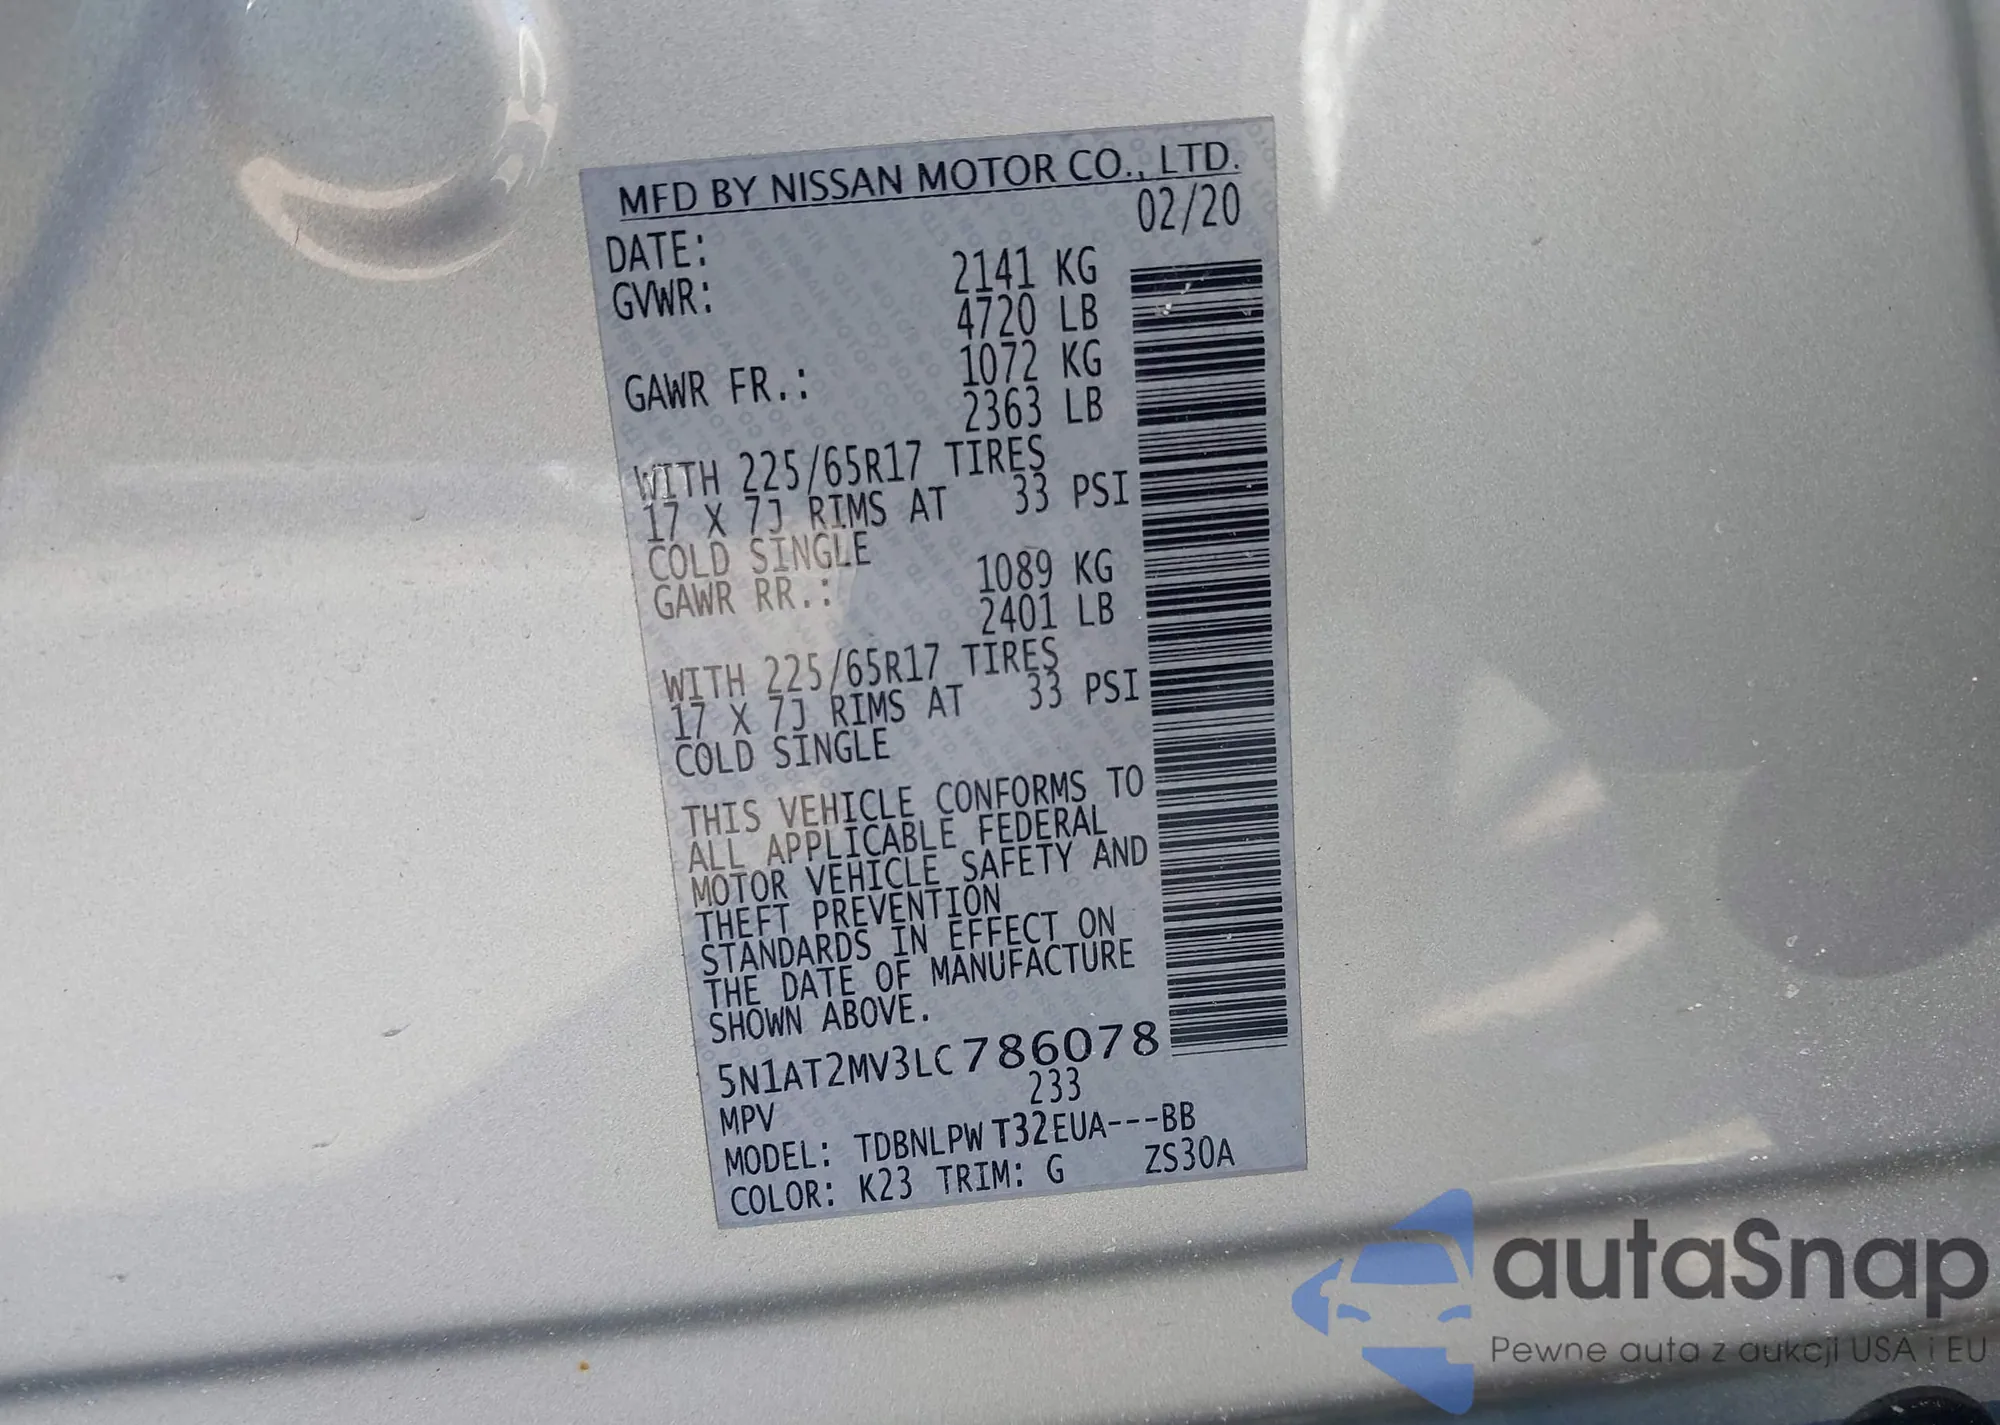 MFD BY NISSAN MOTOR CO., LTD.
DATE: 02/20
GVWR: 2141 KG
4720 LB
GAWR FR.: 1072 KG
2363 LB
WITH 225/65R17 TIRES
17 X 7J RIMS AT 33 PSI
COLD SINGLE
GAWR RR.: 1089 KG
2401 LB
WITH 225/65R17 TIRES
17 X 7J RIMS AT 33 PSI
COLD SINGLE
THIS VEHICLE CONFORMS TO
ALL APPLICABLE FEDERAL
MOTOR VEHICLE SAFETY AND
THEFT PREVENTION
STANDARDS IN EFFECT ON
THE DATE OF MANUFACTURE
SHOWN ABOVE.
5N1AT2MV3LC786078
MPV 233
MODEL: TDBNLPWT32EUA---BB
COLOR: K23 TRIM: G ZS30A
autaSnap
Pewne auta z aukcji USA i EU